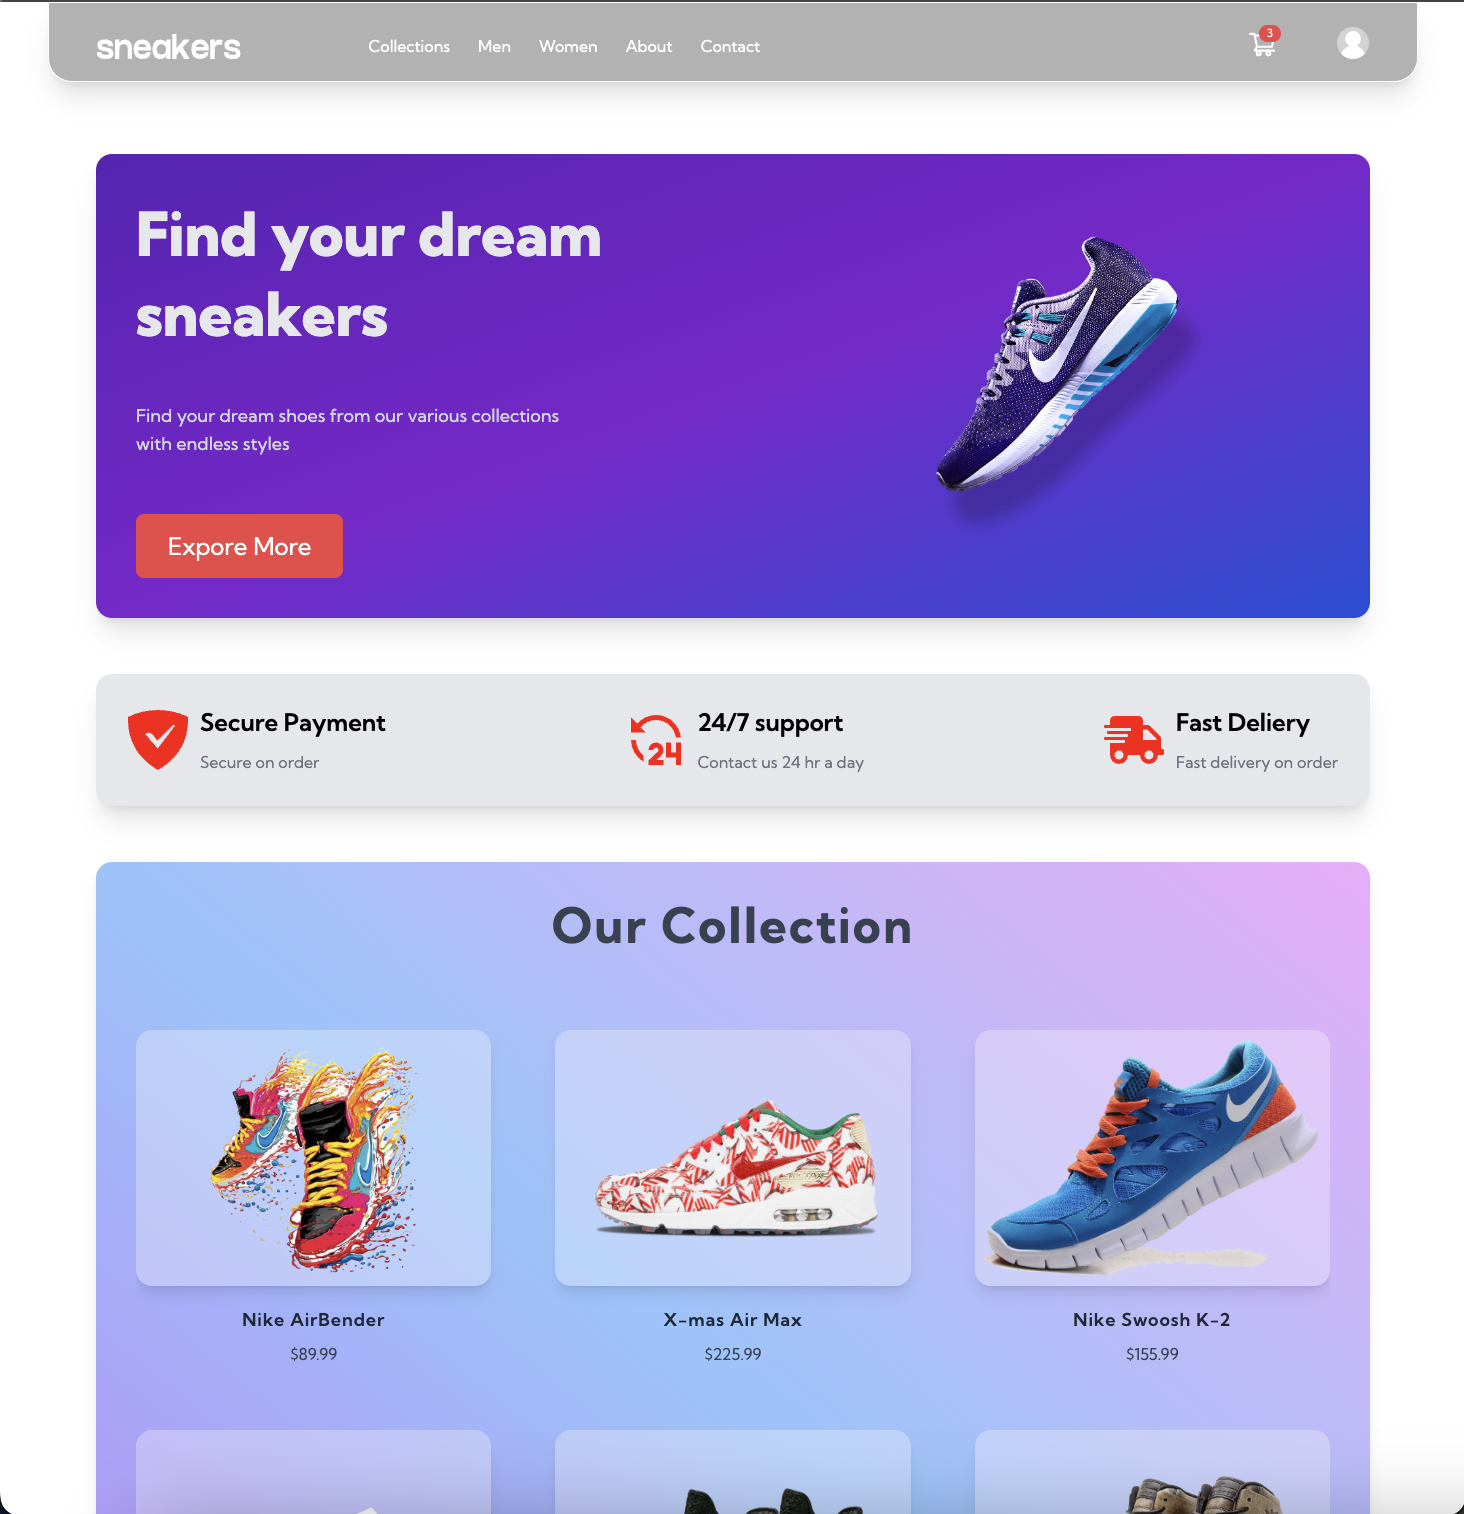 sneakers
Collections Men Women About Contact
3
Find your dream
sneakers
Find your dream shoes from our various collections
with endless styles
Expore More
Secure Payment
Secure on order
24
24/7 support
Contact us 24 hr a day
Fast Deliery
Fast delivery on order
Our Collection
Nike AirBender
$89.99
X-mas Air Max
$225.99
Nike Swoosh K-2
$155.99